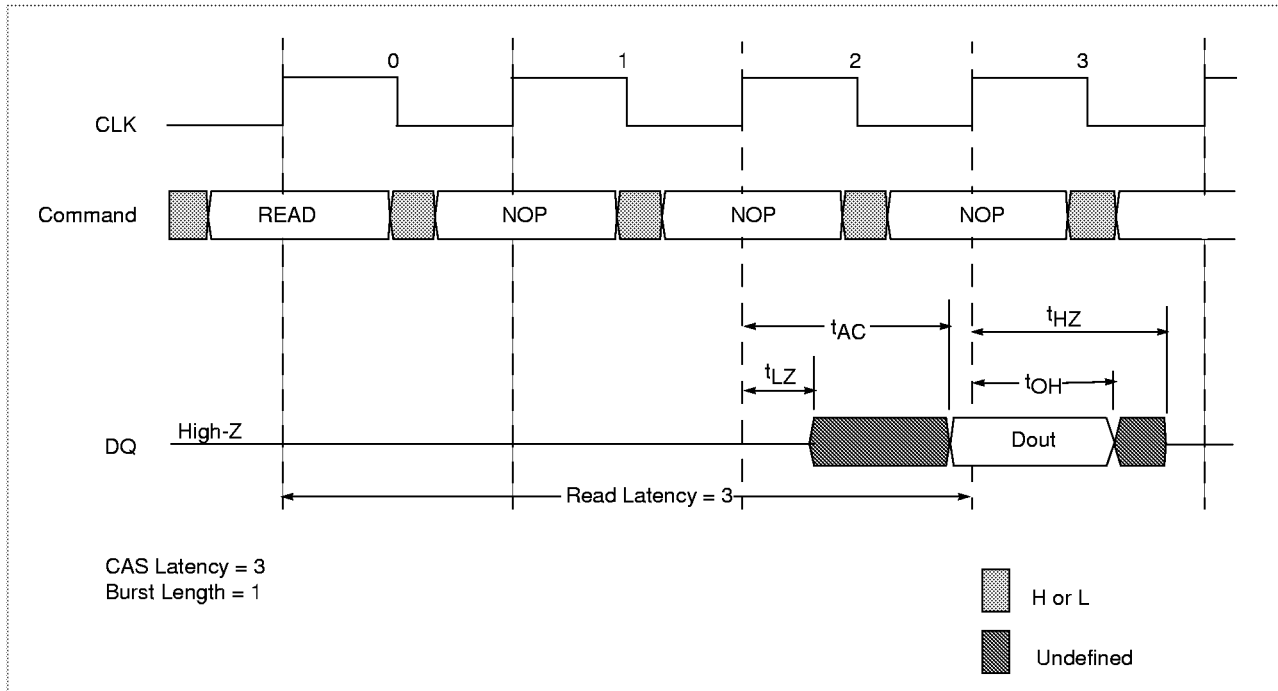 0 1 2 3
CLK
Command READ NOP NOP NOP
tAC tHZ
tLZ tOH
DQ High-Z Dout
Read Latency = 3
CAS Latency = 3
Burst Length = 1
H or L
Undefined